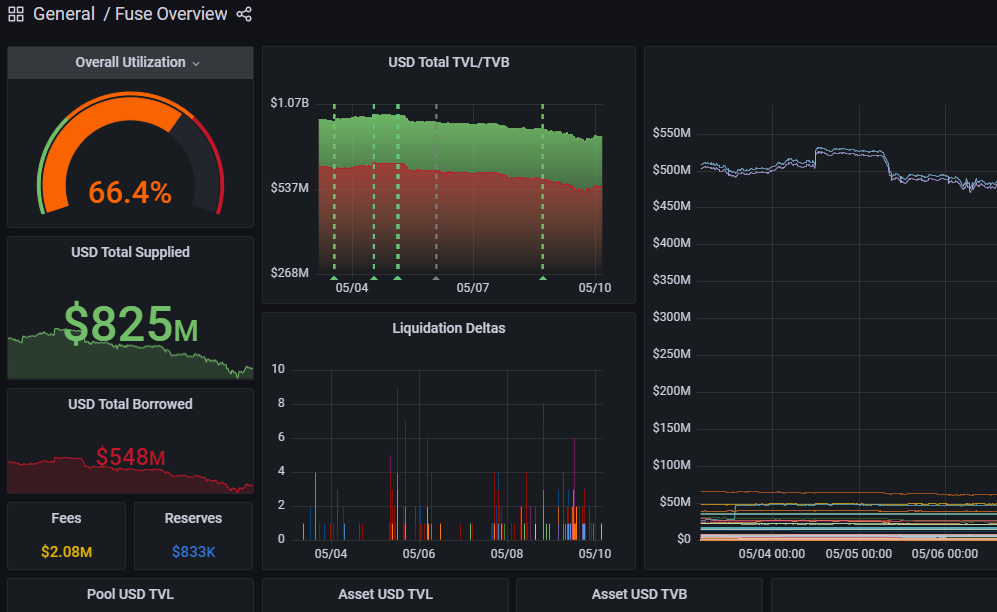 General / Fuse Overview
Overall Utilization
66.4%
USD Total Supplied
$825M
USD Total Borrowed
$548M
Fees
$2.08M
Reserves
$833K
USD Total TVL/TVB
$1.07B
$537M
$268M
05/04
05/07
05/10
Liquidation Deltas
10
8
6
4
2
0
05/04
05/06
05/08
05/10
$550M
$500M
$450M
$400M
$350M
$300M
$250M
$200M
$150M
$100M
$50M
$0
05/04 00:00
05/05 00:00
05/06 00:00
Pool USD TVL
Asset USD TVL
Asset USD TVB